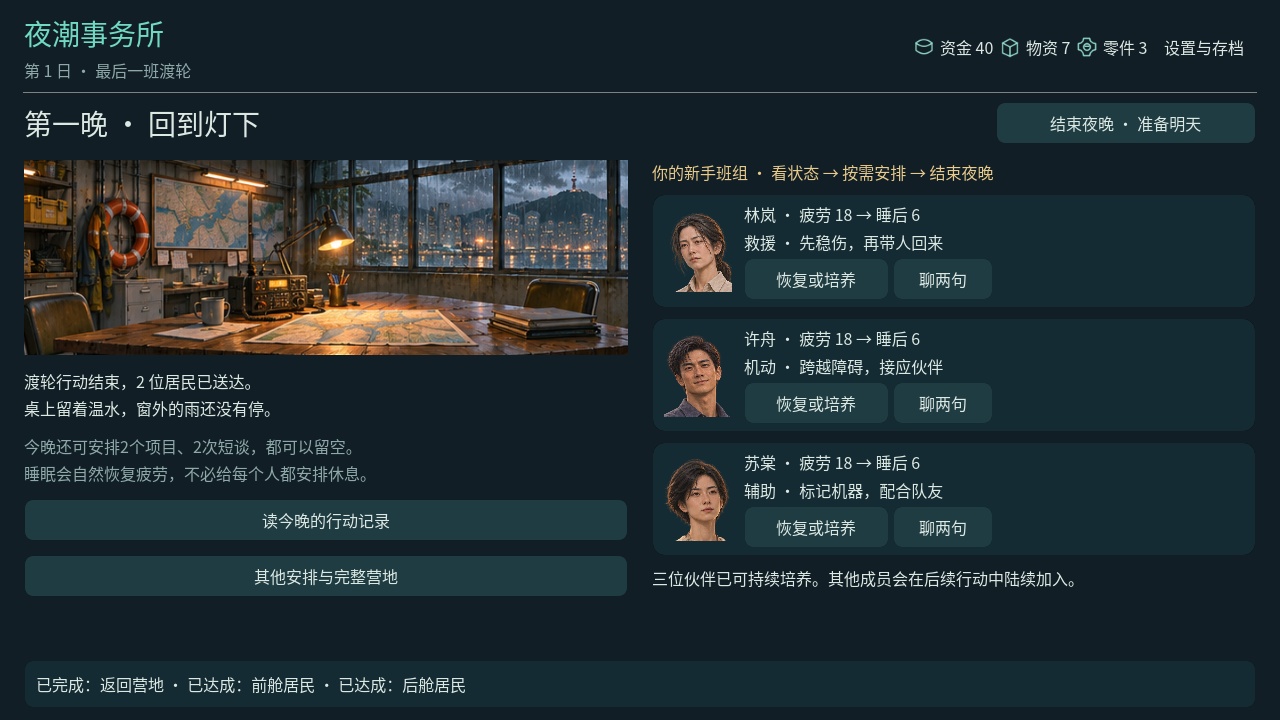 夜潮事务所
第 1 日 · 最后一班渡轮
资金 40 物资 7 零件 3 设置与存档
第一晚 · 回到灯下
结束夜晚 · 准备明天
渡轮行动结束，2 位居民已送达。
桌上留着温水，窗外的雨还没有停。
今晚还可安排2个项目、2次短谈，都可以留空。
睡眠会自然恢复疲劳，不必给每个人都安排休息。
读今晚的行动记录
其他安排与完整营地
你的新手班组 · 看状态 → 按需安排 → 结束夜晚
林岚 · 疲劳 18 → 睡后 6
救援 · 先稳伤，再带人回来
恢复或培养 聊两句
许舟 · 疲劳 18 → 睡后 6
机动 · 跨越障碍，接应伙伴
恢复或培养 聊两句
苏棠 · 疲劳 18 → 睡后 6
辅助 · 标记机器，配合队友
恢复或培养 聊两句
三位伙伴已可持续培养。其他成员会在后续行动中陆续加入。
已完成：返回营地 · 已达成：前舱居民 · 已达成：后舱居民